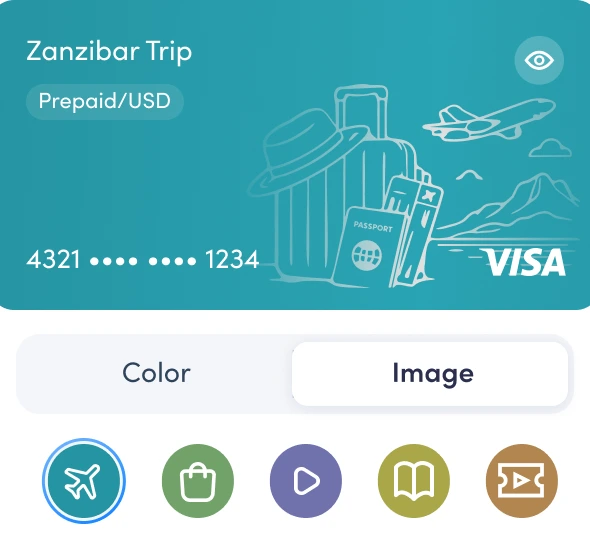 Zanzibar Trip
Prepaid/USD
PASSPORT
4321 •••• •••• 1234
VISA
Color
Image